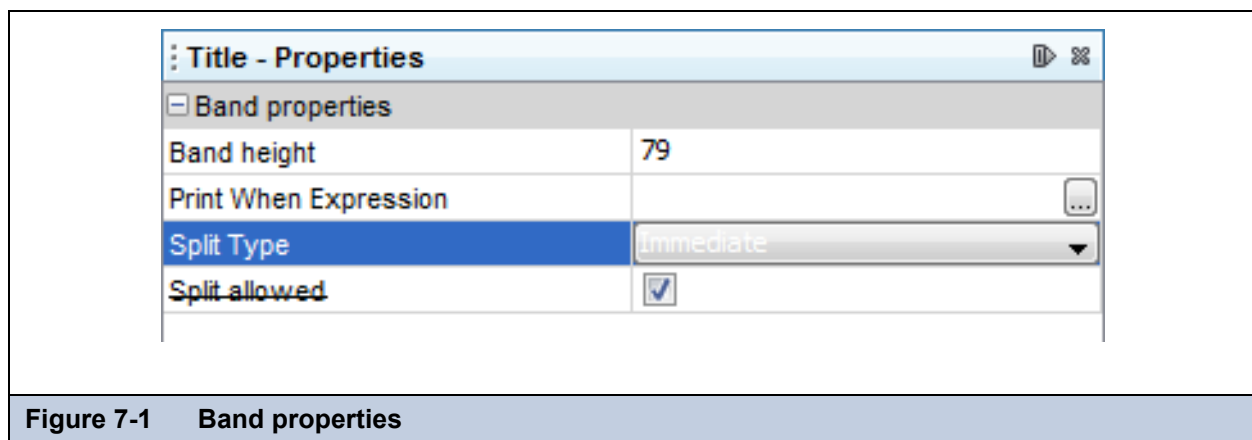 Title - Properties
Band properties
Band height 79
Print When Expression ...
Split Type Immediate
Split allowed
Figure 7-1 Band properties